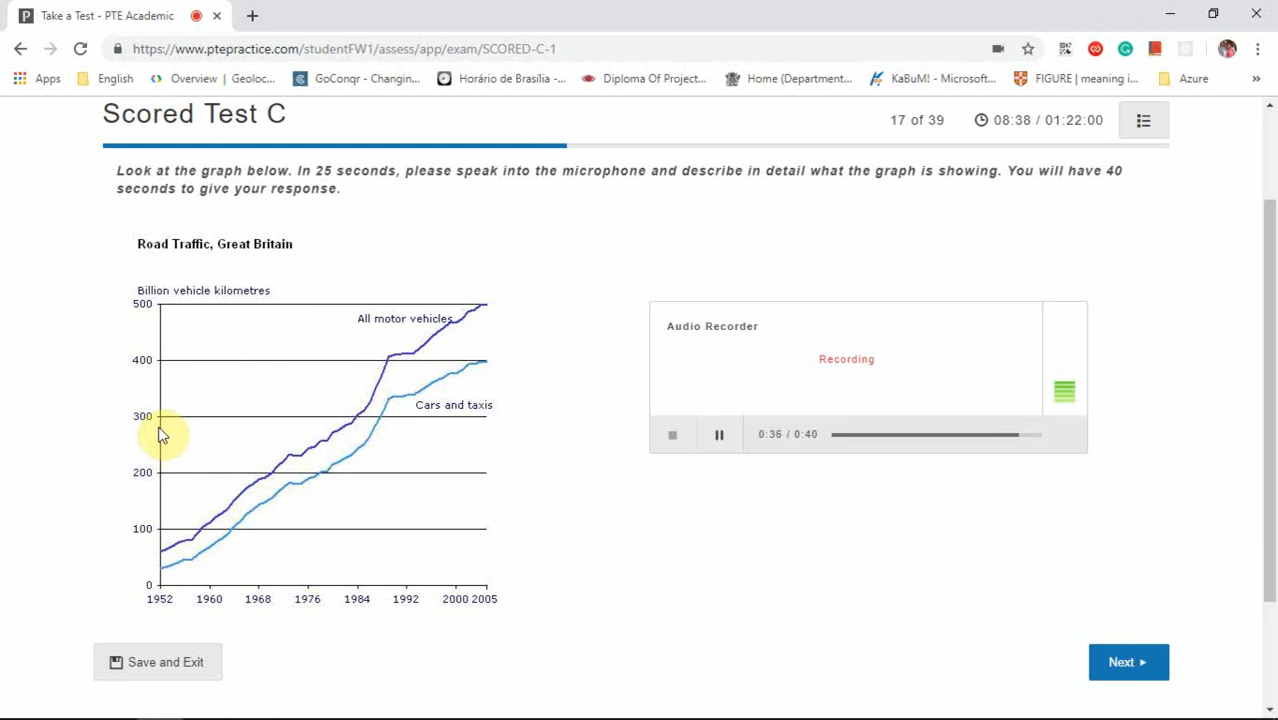 Take a Test - PTE Academic
https://www.ptepractice.com/studentFW1/assess/app/exam/SCORED-C-1
Apps English Overview | Geoloc... GoConqr - Changin... Horário de Brasília -... Diploma Of Project... Home (Department... KaBuM! - Microsoft... FIGURE | meaning i... Azure »
Scored Test C
17 of 39 08:38 / 01:22:00
Look at the graph below. In 25 seconds, please speak into the microphone and describe in detail what the graph is showing. You will have 40
seconds to give your response.
Road Traffic, Great Britain
Billion vehicle kilometres
500
All motor vehicles
400
Cars and taxis
300
200
100
0
1952 1960 1968 1976 1984 1992 2000 2005
Audio Recorder
Recording
0:36 / 0:40
Save and Exit
Next